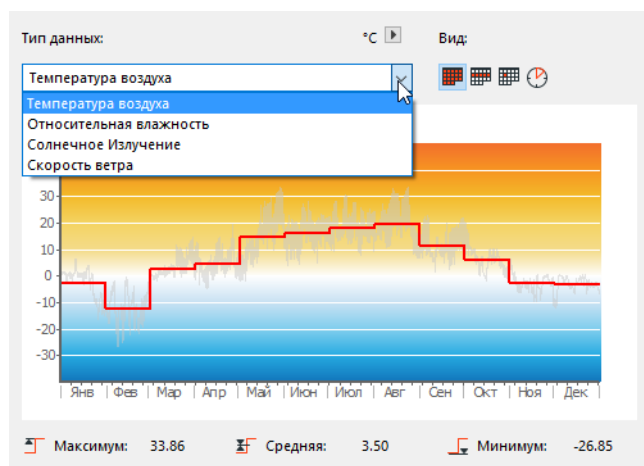 Тип данных: °C Вид:
Температура воздуха
Температура воздуха
Относительная влажность
Солнечное Излучение
Скорость ветра
30
20
10
0
-10
-20
-30
Янв Фев Мар Апр Май Июн Июл Авг Сен Окт Ноя Дек
Максимум: 33.86 Средняя: 3.50 Минимум: -26.85